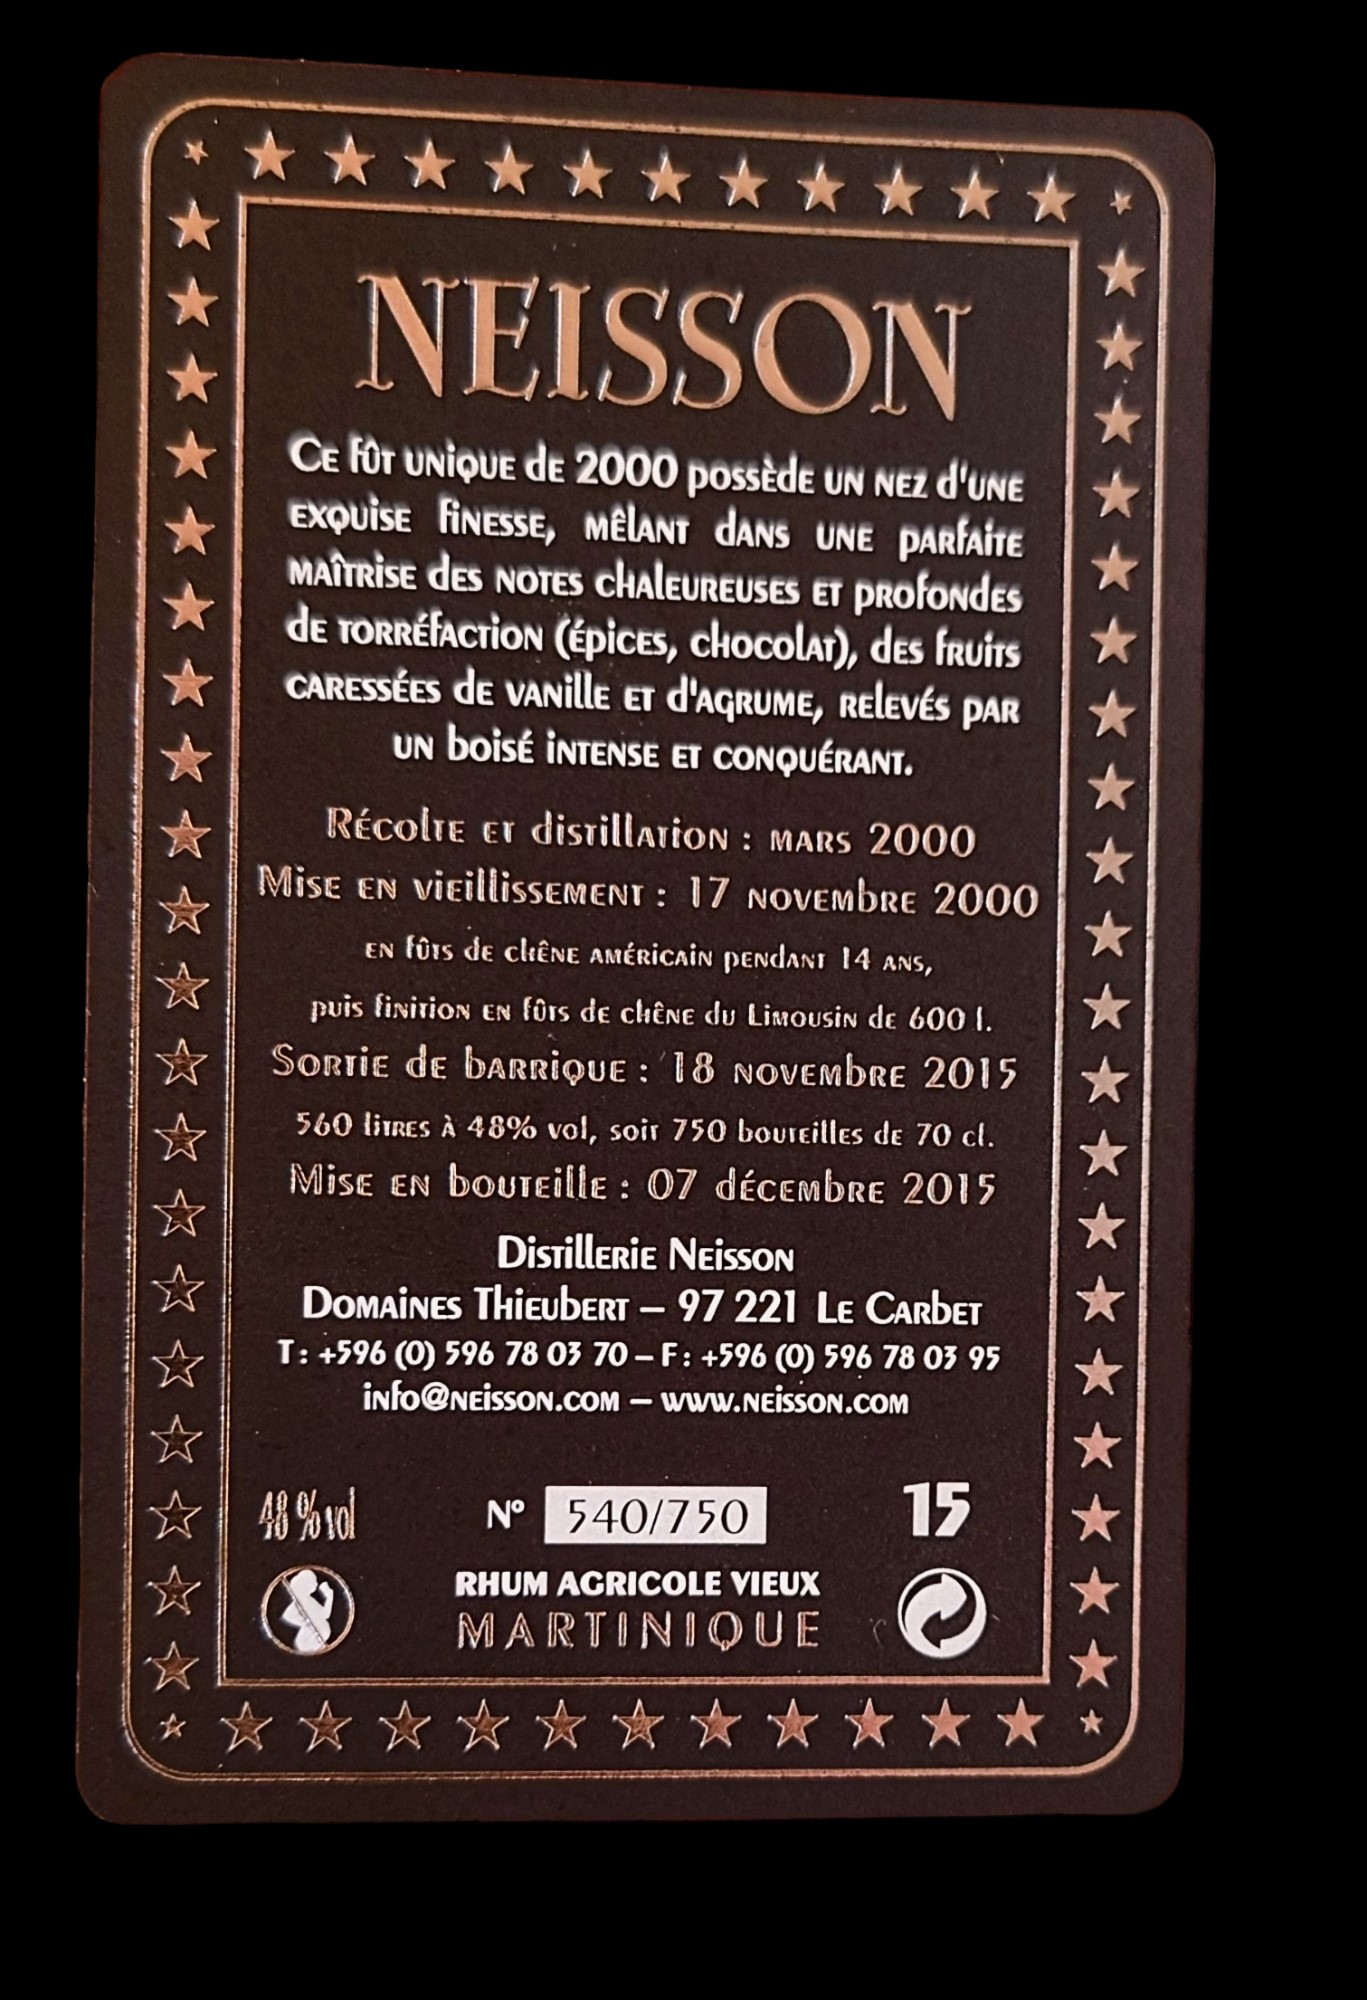 NEISSON
Ce fût unique de 2000 possède un nez d'une
exquise finesse, mêlant dans une parfaite
maîtrise des notes chaleureuses et profondes
de torréfaction (épices, chocolat), des fruits
caressées de vanille et d'agrume, relevés par
un boisé intense et conquérant.
Récolte et distillation : mars 2000
Mise en vieillissement : 17 novembre 2000
en fûts de chêne américain pendant 14 ans,
puis finition en fûts de chêne du Limousin de 600 l.
Sortie de barrique : 18 novembre 2015
560 litres à 48% vol, soit 750 bouteilles de 70 cl.
Mise en bouteille : 07 décembre 2015
Distillerie Neisson
Domaines Thieubert – 97 221 Le Carbet
T : +596 (0) 596 78 03 70 – F : +596 (0) 596 78 03 95
info@neisson.com – www.neisson.com
48 % vol N° 540/750 15
RHUM AGRICOLE VIEUX
MARTINIQUE